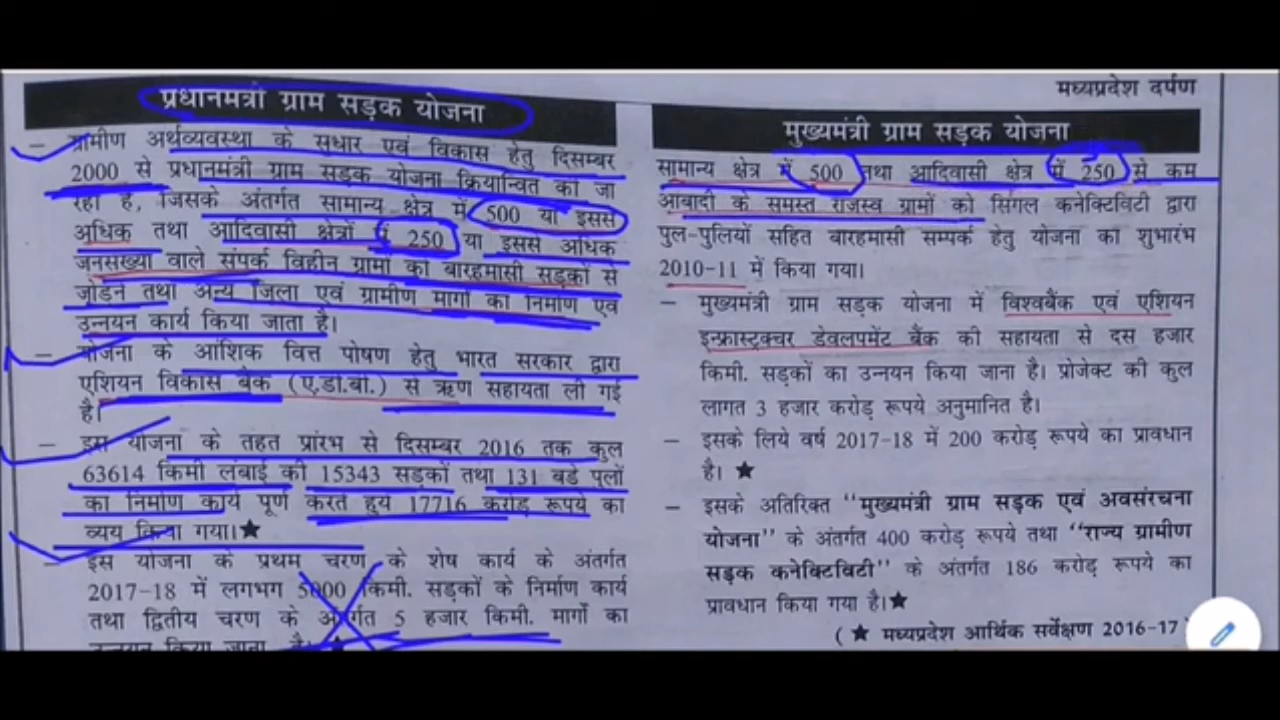 मध्यप्रदेश दर्पण
प्रधानमंत्री ग्राम सड़क योजना
ग्रामीण अर्थव्यवस्था के सुधार एवं विकास हेतु दिसम्बर
2000 से प्रधानमंत्री ग्राम सड़क योजना क्रियान्वित की जा
रही है, जिसके अंतर्गत सामान्य क्षेत्र में 500 या इससे
अधिक तथा आदिवासी क्षेत्रों में 250 या इससे अधिक
जनसंख्या वाले संपर्क विहीन ग्रामों को बारहमासी सड़कों से
जोडने तथा अन्य जिला एवं ग्रामीण मार्गों का निर्माण एवं
उन्नयन कार्य किया जाता है।
– योजना के आंशिक वित्त पोषण हेतु भारत सरकार द्वारा
एशियन विकास बैंक (ए.डी.बी.) से ऋण सहायता ली गई
है।
– इस योजना के तहत प्रांरभ से दिसम्बर 2016 तक कुल
63614 किमी लंबाई की 15343 सड़कों तथा 131 बडे पुलों
का निर्माण कार्य पूर्ण करते हुये 17716 करोड़ रूपये का
व्यय किया गया।★
– इस योजना के प्रथम चरण के शेष कार्य के अंतर्गत
2017-18 में लगभग 5000 किमी. सड़कों के निर्माण कार्य
तथा द्वितीय चरण के अंतर्गत 5 हजार किमी. मार्गों का
उन्नयन किया जाना है। ★
मुख्यमंत्री ग्राम सड़क योजना
सामान्य क्षेत्र में 500 तथा आदिवासी क्षेत्र में 250 से कम
आबादी के समस्त राजस्व ग्रामों को सिंगल कनेक्टिविटी द्वारा
पुल-पुलियों सहित बारहमासी सम्पर्क हेतु योजना का शुभारंभ
2010-11 में किया गया।
– मुख्यमंत्री ग्राम सड़क योजना में विश्वबैंक एवं एशियन
इन्फ्रास्ट्रक्चर डेवलपमेंट बैंक की सहायता से दस हजार
किमी. सड़कों का उन्नयन किया जाना है। प्रोजेक्ट की कुल
लागत 3 हजार करोड़ रूपये अनुमानित है।
– इसके लिये वर्ष 2017-18 में 200 करोड़ रूपये का प्रावधान
है। ★
– इसके अतिरिक्त “मुख्यमंत्री ग्राम सड़क एवं अवसंरचना
योजना” के अंतर्गत 400 करोड़ रूपये तथा “राज्य ग्रामीण
सड़क कनेक्टिविटी” के अंतर्गत 186 करोड़ रूपये का
प्रावधान किया गया है।★
(★ मध्यप्रदेश आर्थिक सर्वेक्षण 2016-17)